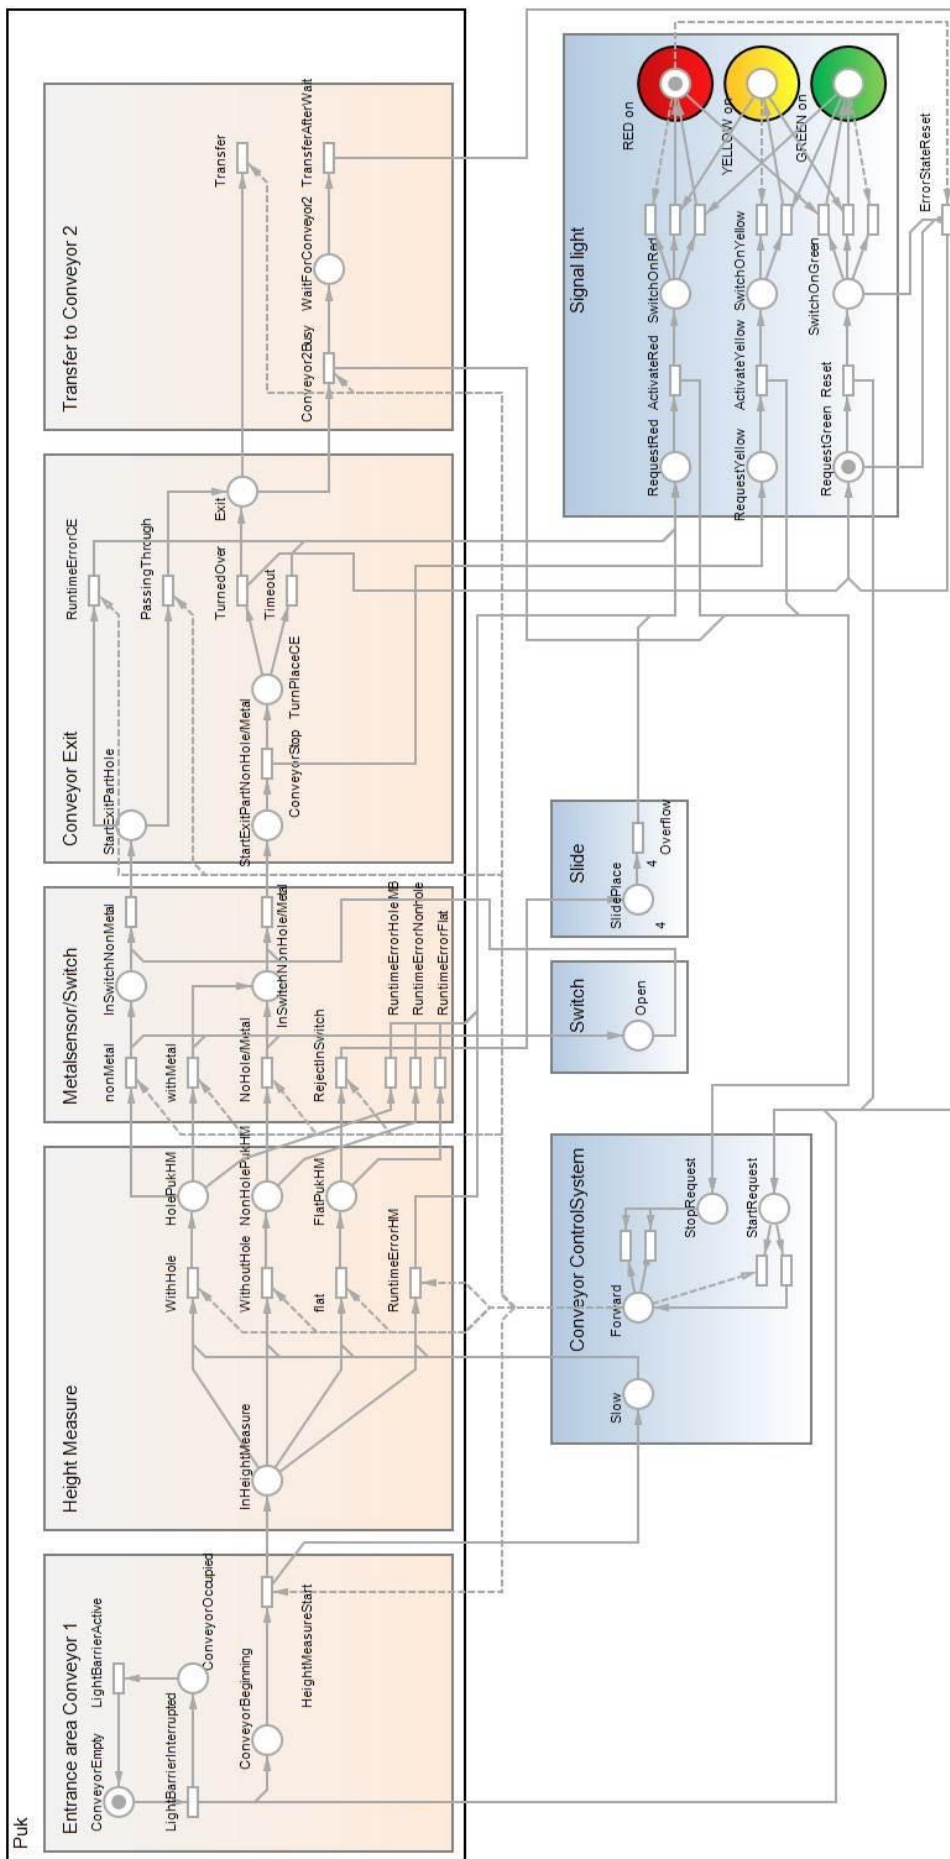 Puk
Entrance area Conveyor 1
ConveyorEmpty
LightBarrierActive
LightBarrierInterrupted
ConveyorOccupied
ConveyorBeginning
HeightMeasureStart
Height Measure
InHeightMeasure
WithHole
HolePukHM
WithoutHole
NonHolePukHM
flat
FlatPukHM
RuntimeErrorHM
Metalsensor/Switch
nonMetal
InSwitchNonMetal
withMetal
NoHole/Metal
InSwitchNonHole/Metal
RejectInSwitch
RuntimeErrorHole MB
RuntimeErrorNonhole
RuntimeErrorFlat
Conveyor Exit
StartExitPartHole
RuntimeErrorCE
PassingThrough
StartExitPartNonHole/Metal
ConveyorStop
TurnPlaceCE
TurnedOver
Timeout
Exit
Transfer to Conveyor 2
Transfer
Conveyor2Busy
WaitForConveyor2
TransferAfterWait
Conveyor ControlSystem
Slow
Forward
StopRequest
StartRequest
Switch
Open
Slide
SlidePlace
4
4
Overflow
Signal light
RequestRed
ActivateRed
SwitchOnRed
RED on
RequestYellow
ActivateYellow
SwitchOnYellow
YELLOW on
RequestGreen
Reset
SwitchOnGreen
GREEN on
ErrorStateReset